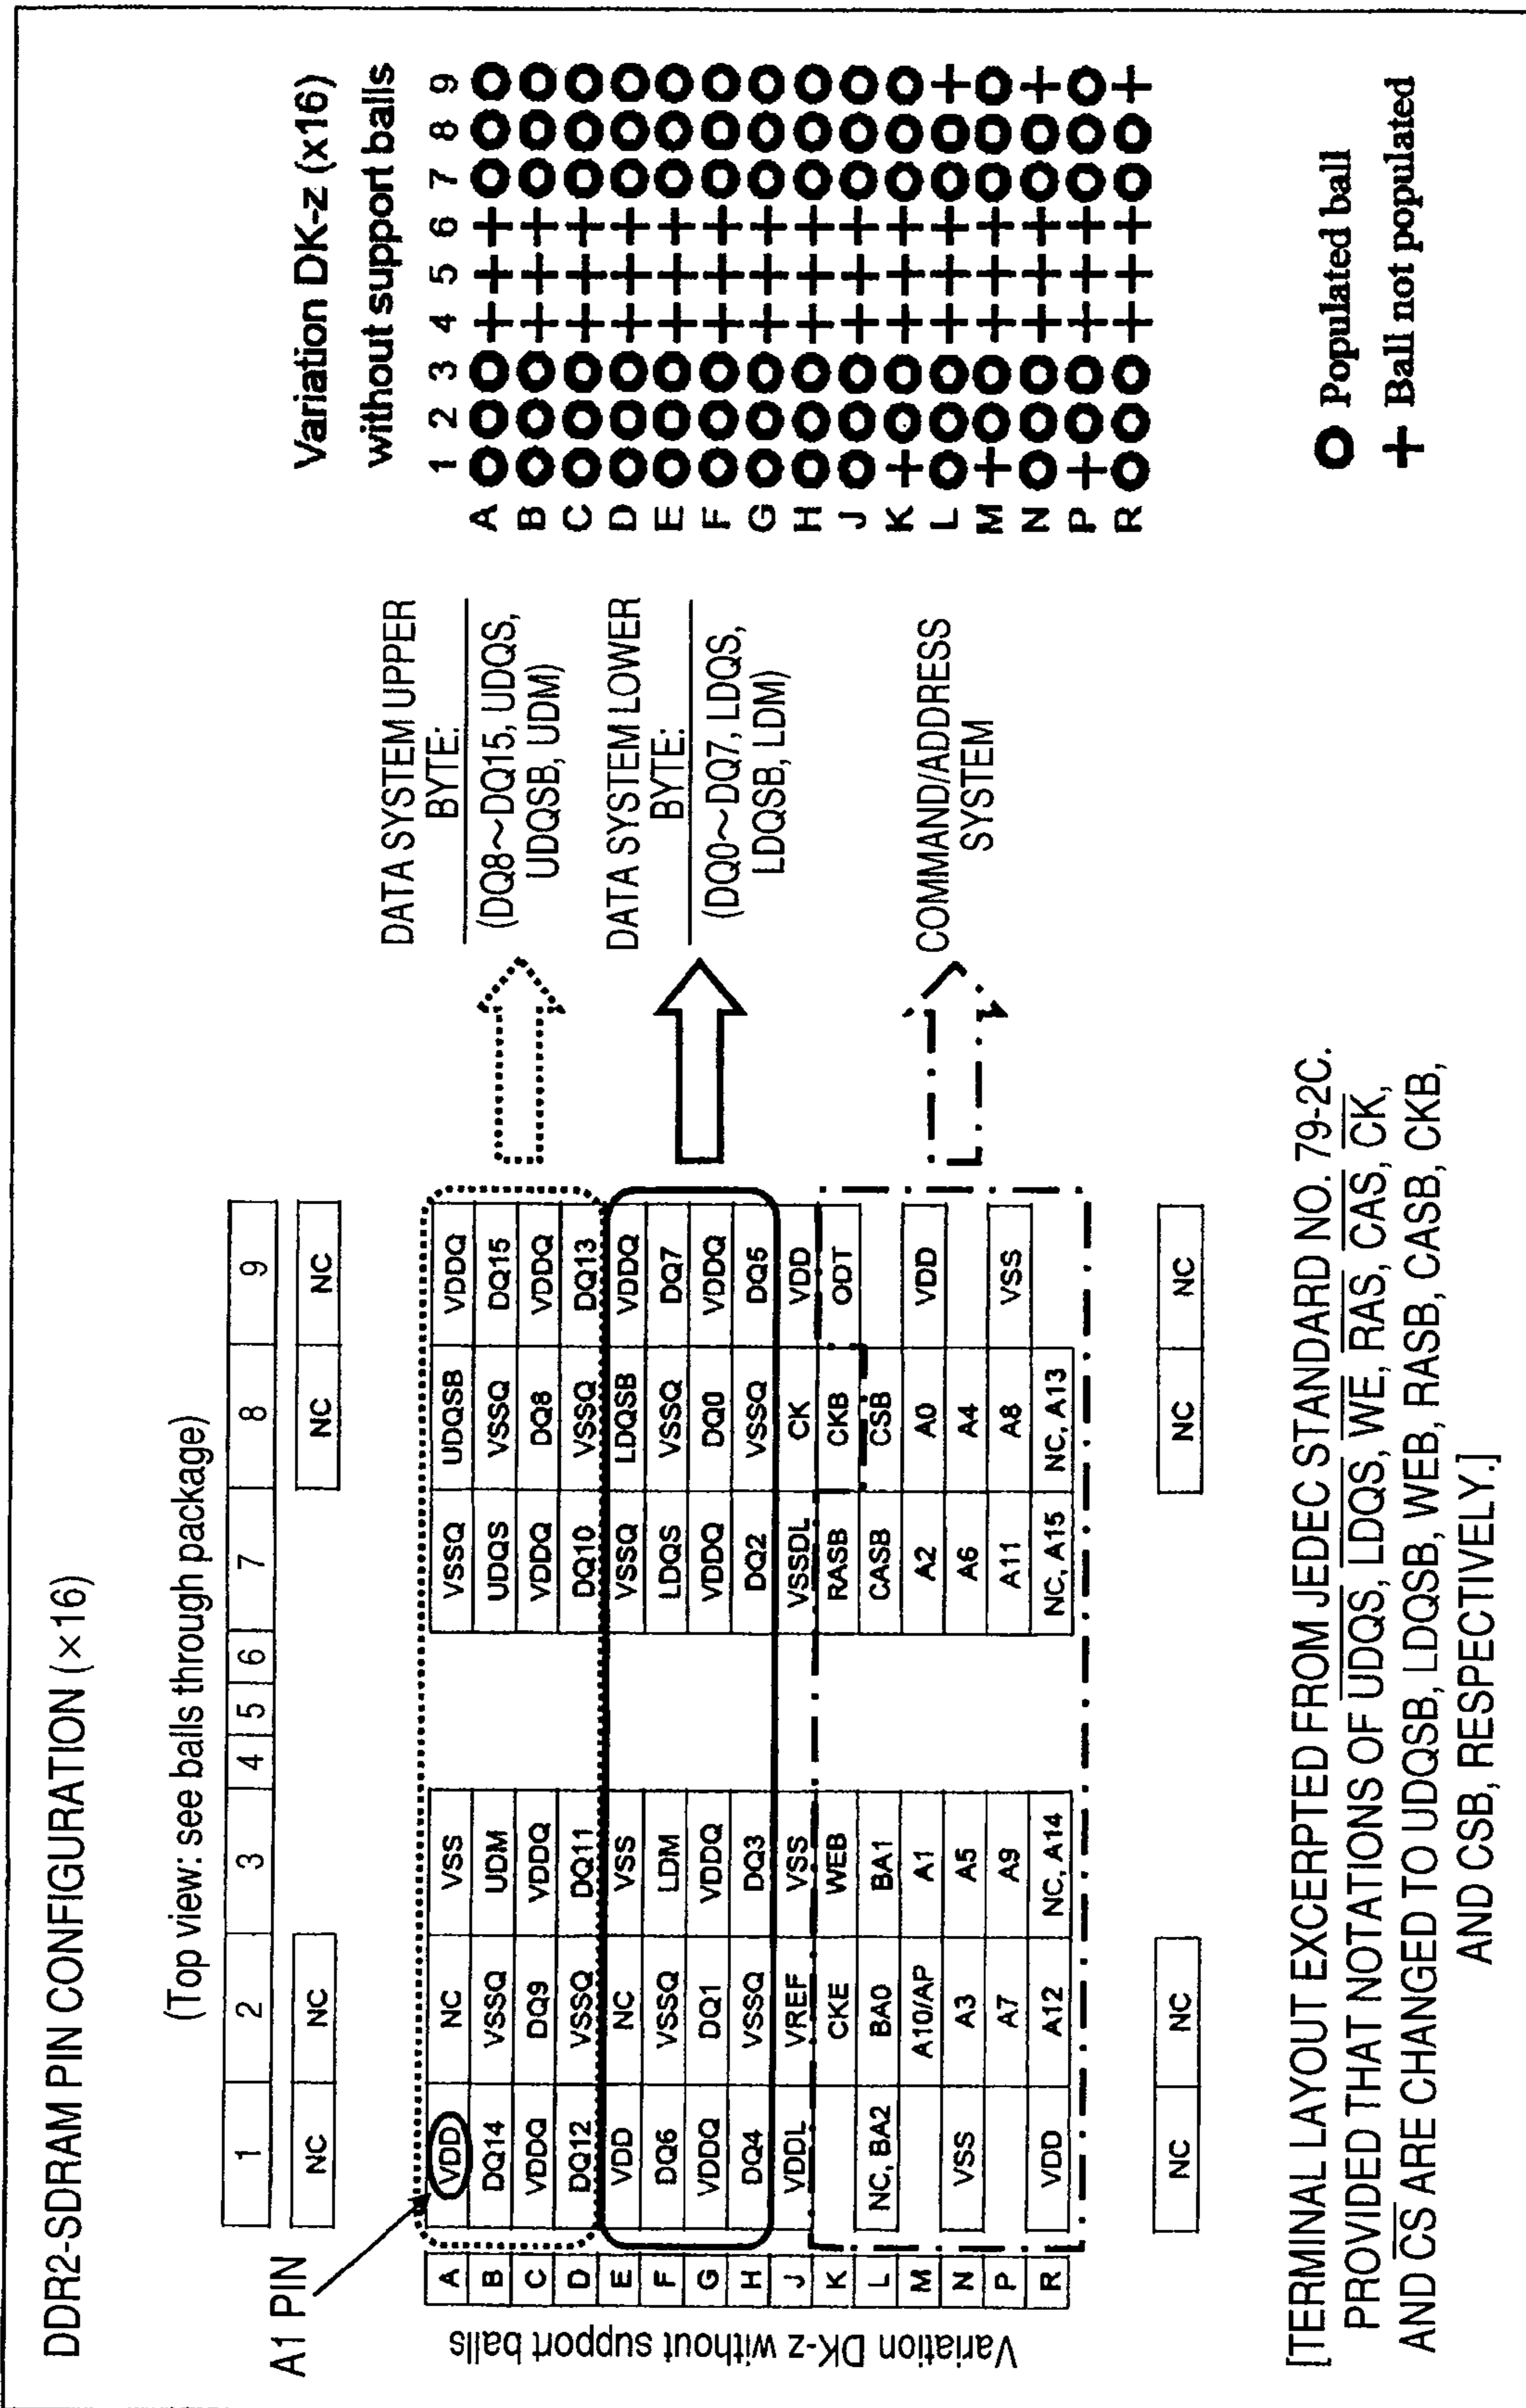 DDR2-SDRAM PIN CONFIGURATION (×16)
(Top view: see balls through package)
A1 PIN
1 2 3 4 5 6 7 8 9
NC NC NC NC
A VDD NC VSS VSSQ UDQSB VDDQ
B DQ14 VSSQ UDM UDQS VSSQ DQ15
C VDDQ DQ9 VDDQ VDDQ DQ8 VDDQ
D DQ12 VSSQ DQ11 DQ10 VSSQ DQ13
E VDD NC VSS VSSQ LDQSB VDDQ
F DQ6 VSSQ LDM LDQS VSSQ DQ7
G VDDQ DQ1 VDDQ VDDQ DQ0 VDDQ
H DQ4 VSSQ DQ3 DQ2 VSSQ DQ5
J VDDL VREF VSS VSSDL CK VDD
K CKE WEB RASB CKB ODT
L NC, BA2 BA0 BA1 CASB CSB
M A10/AP A1 A2 A0 VDD
N VSS A3 A5 A6 A4
P A7 A9 A11 A8 VSS
R VDD A12 NC, A14 NC, A15 NC, A13
NC NC NC NC
Variation DK-z without support balls
DATA SYSTEM UPPER
BYTE:
(DQ8~DQ15, UDQS,
UDQSB, UDM)
DATA SYSTEM LOWER
BYTE:
(DQ0~DQ7, LDQS,
LDQSB, LDM)
COMMAND/ADDRESS
SYSTEM
Variation DK-z (x16)
without support balls
1 2 3 4 5 6 7 8 9
A
B
C
D
E
F
G
H
J
K
L
M
N
P
R
Populated ball
Ball not populated
[TERMINAL LAYOUT EXCERPTED FROM JEDEC STANDARD NO. 79-2C.
PROVIDED THAT NOTATIONS OF U̅D̅Q̅S̅, L̅D̅Q̅S̅, W̅E̅, R̅A̅S̅, C̅A̅S̅, C̅K̅,
AND C̅S̅ ARE CHANGED TO UDQSB, LDQSB, WEB, RASB, CASB, CKB,
AND CSB, RESPECTIVELY.]